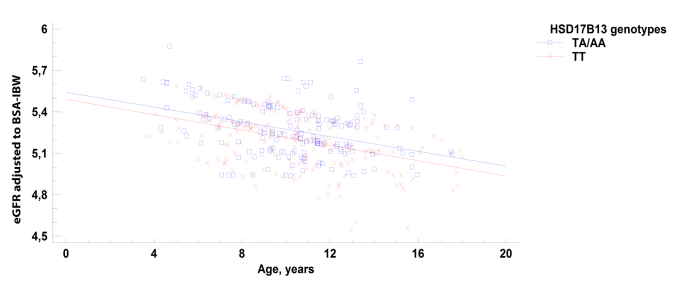 HSD17B13 genotypes
TA/AA
TT
eGFR adjusted to BSA-IBW
6
5,7
5,4
5,1
4,8
4,5
0 4 8 12 16 20
Age, years